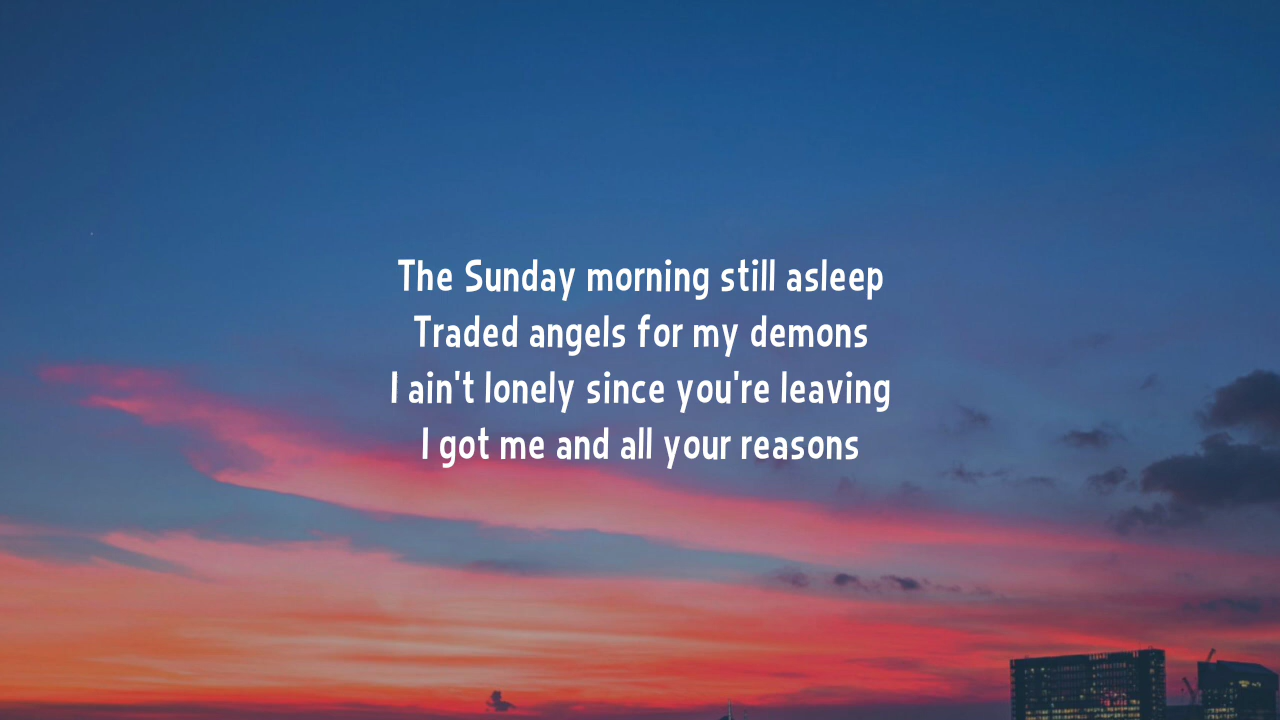 The Sunday morning still asleep
Traded angels for my demons
I ain't lonely since you're leaving
I got me and all your reasons